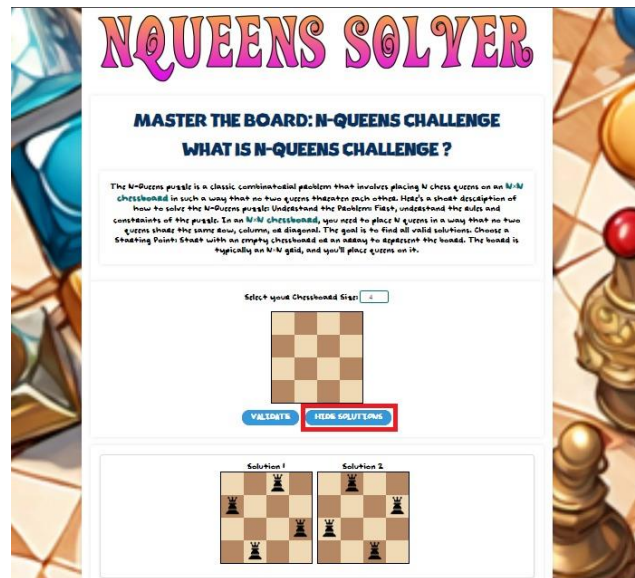 NQUEENS SOLVER
MASTER THE BOARD: N-QUEENS CHALLENGE
WHAT IS N-QUEENS CHALLENGE ?
The N-Queens puzzle is a classic combinatorial problem that involves placing N chess queens on an N×N
chessboard in such a way that no two queens threaten each other. Here's a short description of
how to solve the N-Queens puzzle: Understand the Problem: First, understand the rules and
constraints of the puzzle. In an N×N chessboard, you need to place N queens in a way that no two
queens share the same row, column, or diagonal. The goal is to find all valid solutions. Choose a
Starting Point: Start with an empty chessboard or an array to represent the board. The board is
typically an N×N grid, and you'll place queens on it.
Select your Chessboard Size: 4
VALIDATE HIDE SOLUTIONS
Solution 1 Solution 2